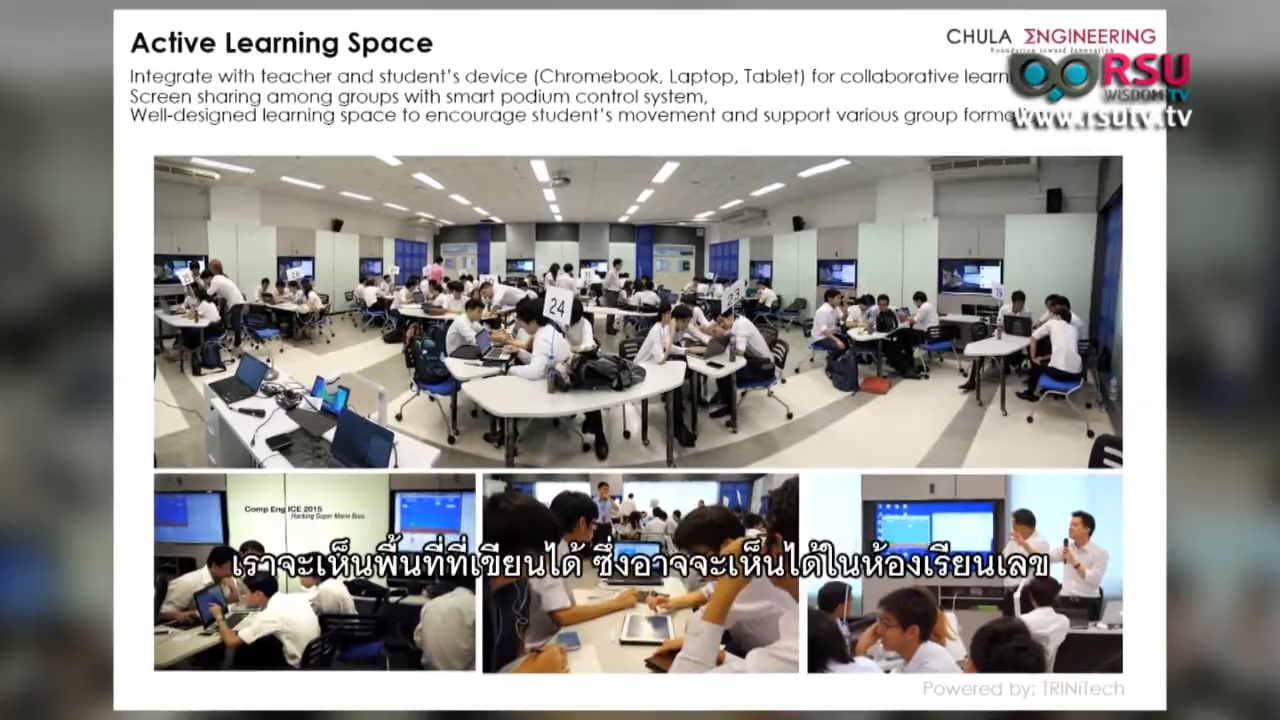 Active Learning Space
CHULA ΣNGINEERING
Foundation toward Innovation
Integrate with teacher and student's device (Chromebook, Laptop, Tablet) for collaborative learn
Screen sharing among groups with smart podium control system,
Well-designed learning space to encourage student's movement and support various group forma
RSU
WISDOM TV
www.rsutv.tv
24
23
Comp Eng ICE 2015
Hacking Super Mario Bros.
เราจะเห็นพื้นที่ที่เขียนได้ ซึ่งอาจจะเห็นได้ในห้องเรียนเลข
Powered by: TRINiTech